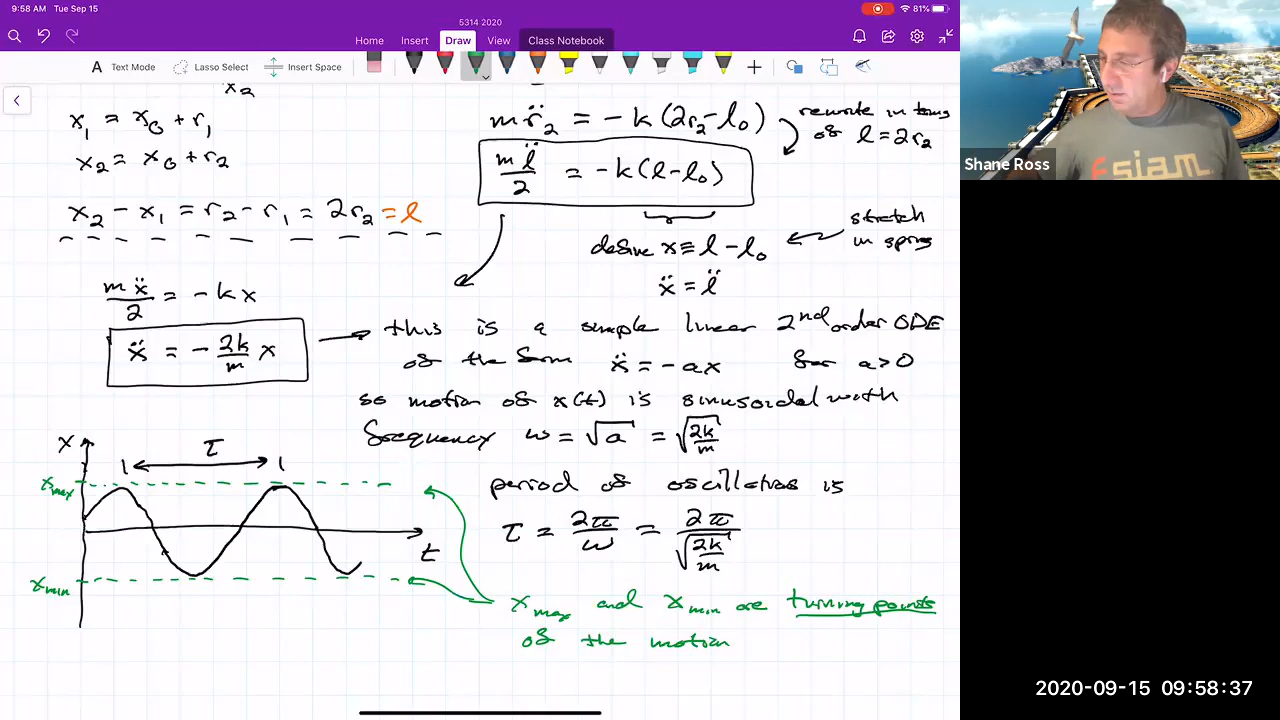 9:58 AM Tue Sep 15
81%
5314 2020
Home Insert Draw View Class Notebook
Text Mode Lasso Select Insert Space
x₂
x₁ = x_G + r₁
x₂ = x_G + r₂
x₂ - x₁ = r₂ - r₁ = 2r₂ = l
m r̈₂ = -k(2r₂ - l₀)
rewrite in terms
of l = 2r₂
m l̈ / 2 = -k(l - l₀)
stretch
in spring
define x ≡ l - l₀
ẍ = l̈
m ẍ / 2 = -kx
ẍ = - 2k/m x
this is a simple linear 2nd order ODE
of the form ẍ = -ax for a>0
so motion of x(t) is sinusoidal with
frequency ω = √a = √(2k/m)
x
τ
x_max
t
x_min
period of oscillation is
τ = 2π/ω = 2π/√(2k/m)
x_max and x_min are turning points
of the motion
Shane Ross
siam
2020-09-15 09:58:37